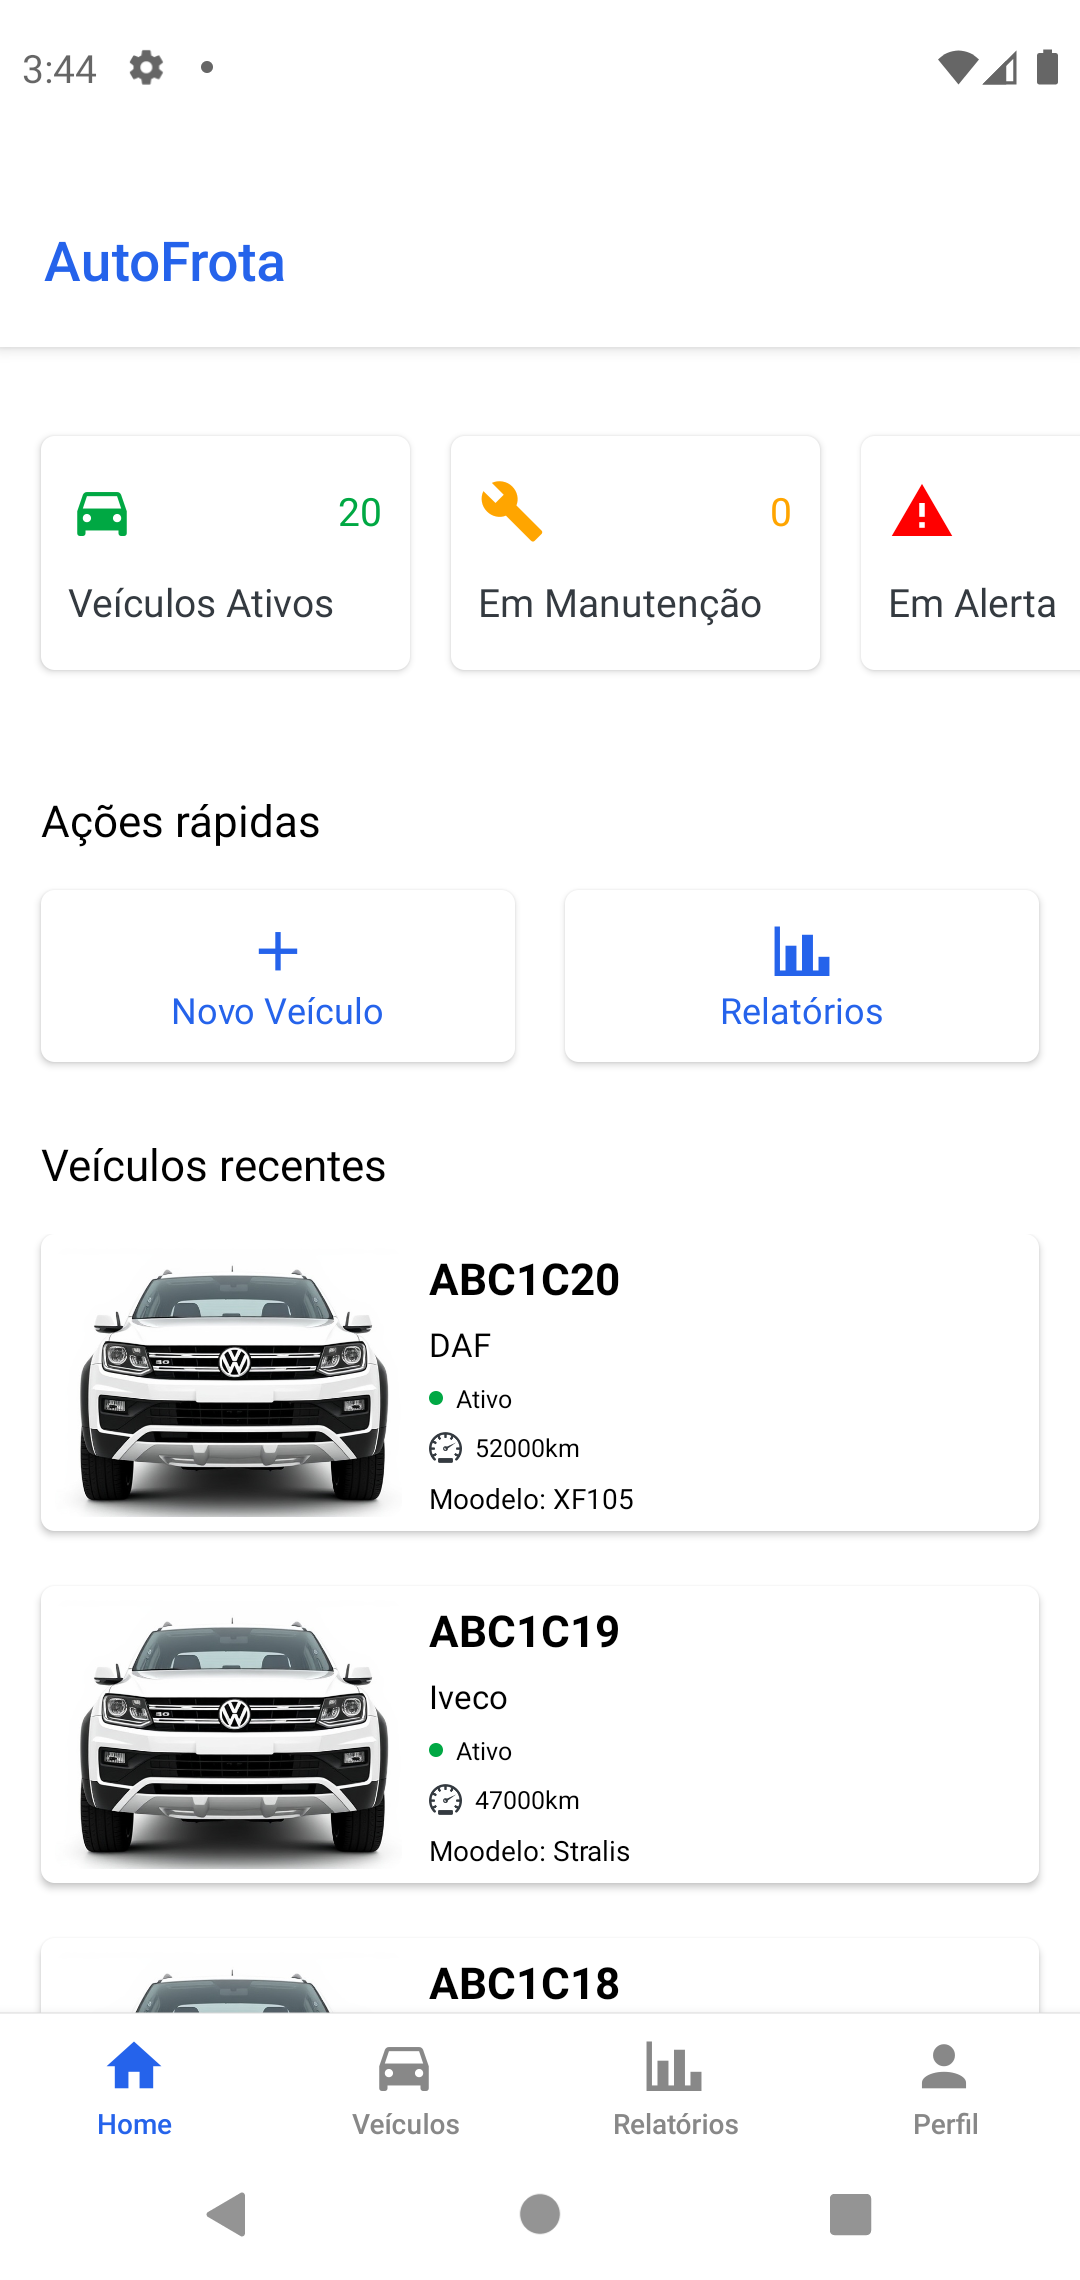 3:44
AutoFrota
20
Veículos Ativos
0
Em Manutenção
Em Alerta
Ações rápidas
Novo Veículo
Relatórios
Veículos recentes
ABC1C20
DAF
Ativo
52000km
Moodelo: XF105
ABC1C19
Iveco
Ativo
47000km
Moodelo: Stralis
ABC1C18
Home
Veículos
Relatórios
Perfil